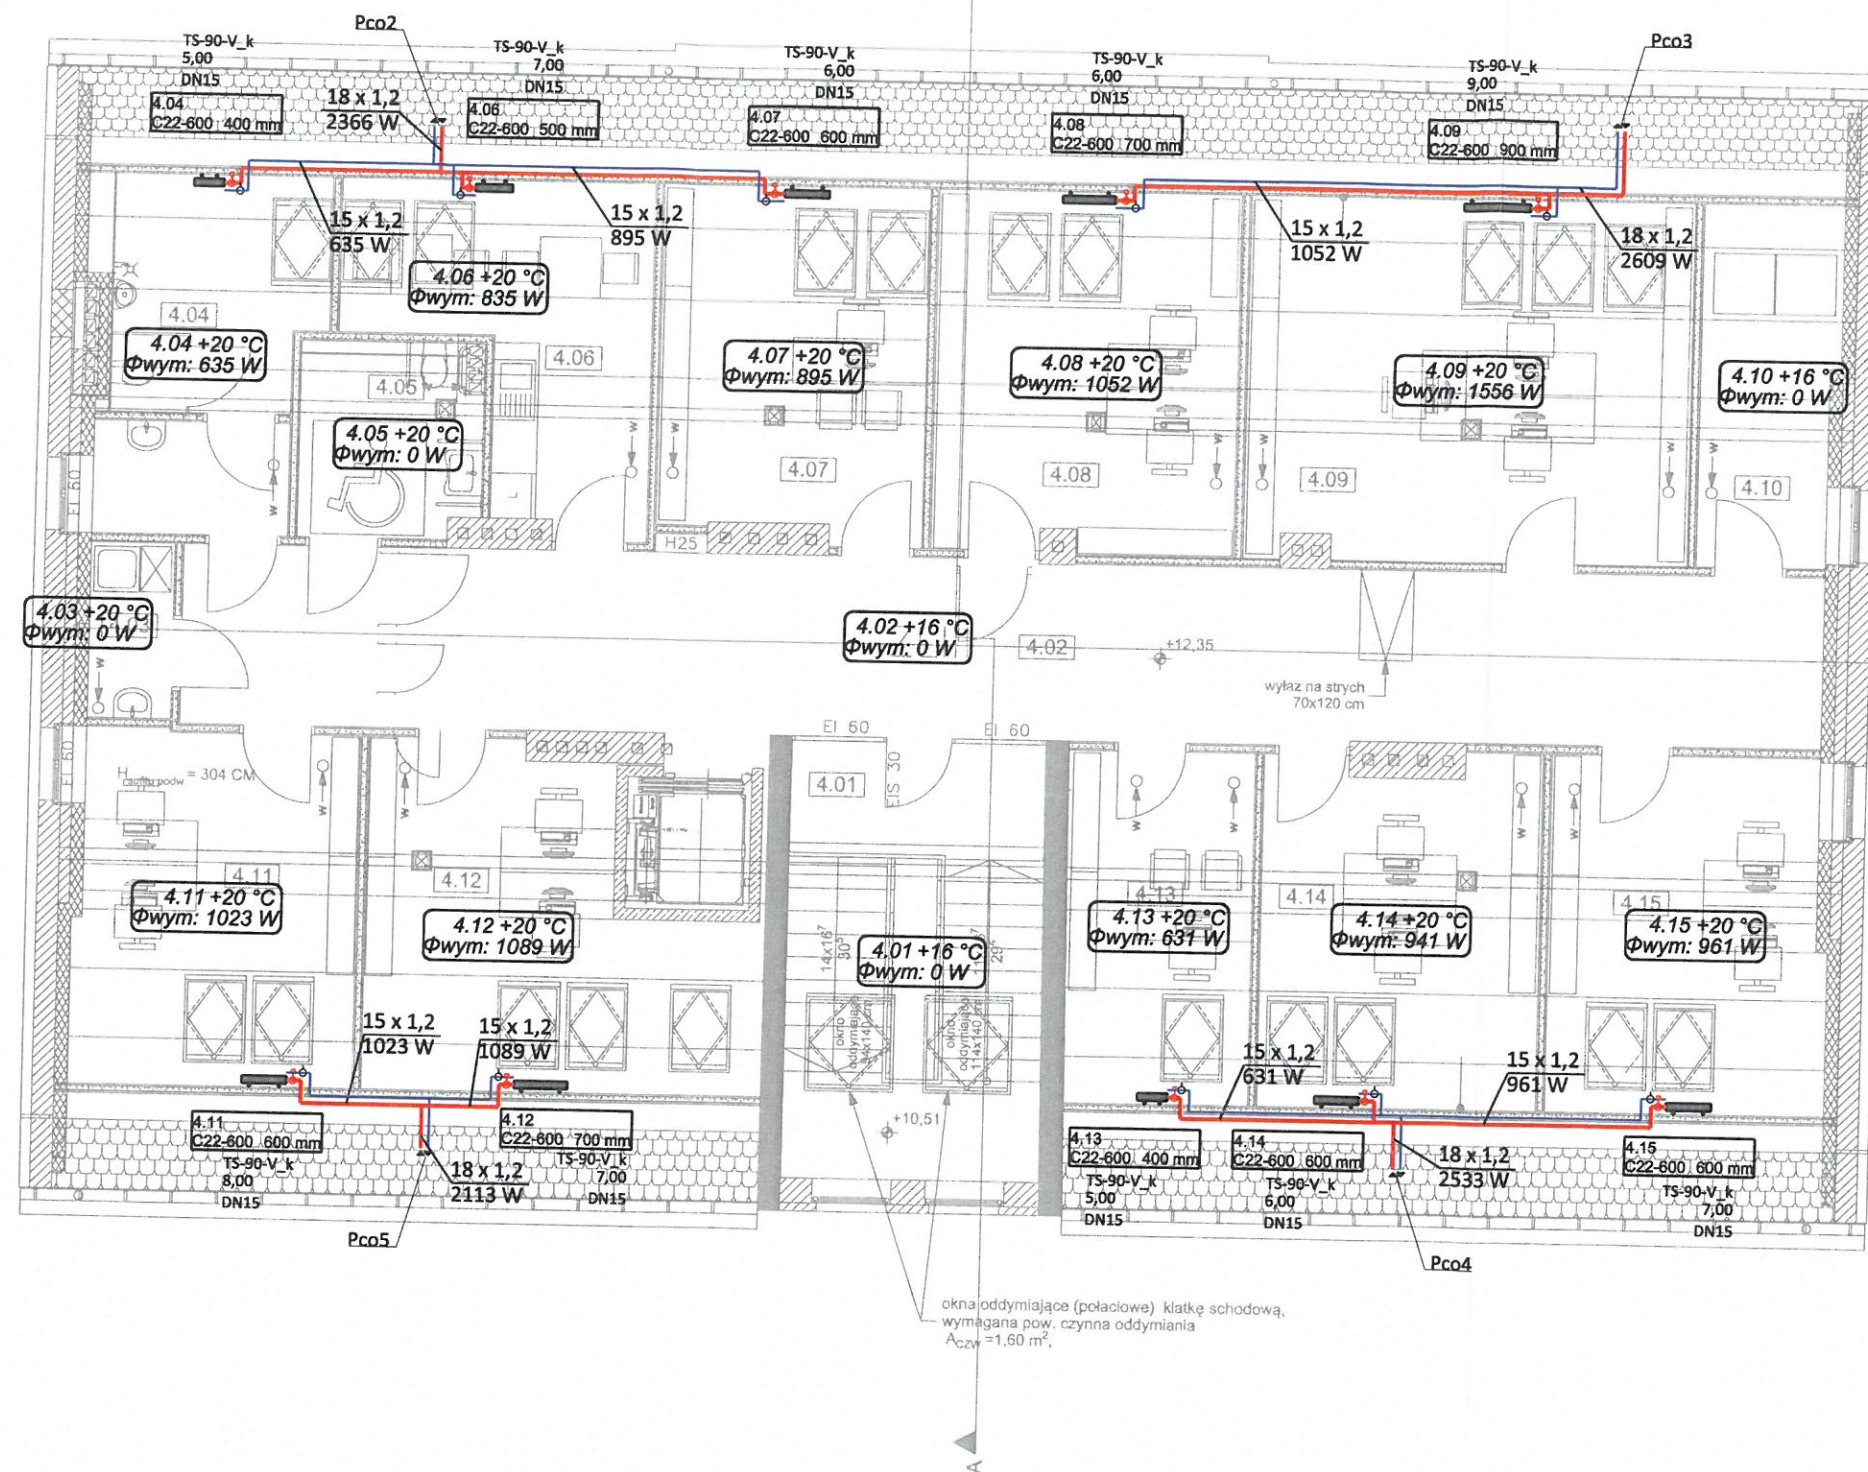 Pco2
Pco3
TS-90-V_k
5,00
DN15
TS-90-V_k
7,00
DN15
TS-90-V_k
6,00
DN15
TS-90-V_k
6,00
DN15
TS-90-V_k
9,00
DN15
4.04
C22-600 400 mm
18 x 1,2
2366 W
4.06
C22-600 500 mm
4.07
C22-600 600 mm
4.08
C22-600 700 mm
4.09
C22-600 900 mm
15 x 1,2
635 W
15 x 1,2
895 W
15 x 1,2
1052 W
18 x 1,2
2609 W
4.06 +20 °C
Φwym: 835 W
4.04
4.04 +20 °C
Φwym: 635 W
4.06
4.05
4.07 +20 °C
Φwym: 895 W
4.08 +20 °C
Φwym: 1052 W
4.09 +20 °C
Φwym: 1556 W
4.10 +16 °C
Φwym: 0 W
4.05 +20 °C
Φwym: 0 W
w
w
w
w
w
w
w
4.07
4.08
4.09
4.10
EI 60
L
H25
4.03 +20 °C
Φwym: 0 W
4.02 +16 °C
Φwym: 0 W
4.02
+12,35
w
wyłaz na strych
70x120 cm
EI 60
EI 60
EI 60
EIS 30
4.01
H sufitu podw = 304 CM
w
w
w
w
w
w
4.11
4.12
4.13
4.14
4.15
4.11 +20 °C
Φwym: 1023 W
4.12 +20 °C
Φwym: 1089 W
4.01 +16 °C
Φwym: 0 W
4.13 +20 °C
Φwym: 631 W
4.14 +20 °C
Φwym: 941 W
4.15 +20 °C
Φwym: 961 W
okno
oddymiające
okno
oddymiające
114x140 cm
15 x 1,2
1023 W
15 x 1,2
1089 W
15 x 1,2
631 W
15 x 1,2
961 W
+10,51
4.11
C22-600 600 mm
TS-90-V_k
8,00
DN15
4.12
C22-600 700 mm
TS-90-V_k
7,00
DN15
18 x 1,2
2113 W
4.13
C22-600 400 mm
TS-90-V_k
5,00
DN15
4.14
C22-600 600 mm
TS-90-V_k
6,00
DN15
18 x 1,2
2533 W
4.15
C22-600 600 mm
TS-90-V_k
7,00
DN15
Pco5
Pco4
okna oddymiające (połaciowe) klatkę schodową,
wymagana pow. czynna oddymiania
Aczyn =1,60 m²,
A